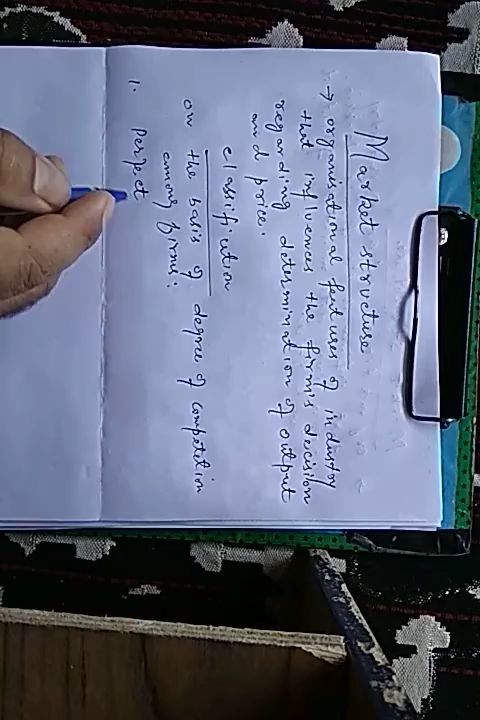 Market structure
→ organisational features of industry
that influences the firm's decision
regarding determination of output
and price.
classification
on the basis of degree of competetion
among firms:
1. Perfect